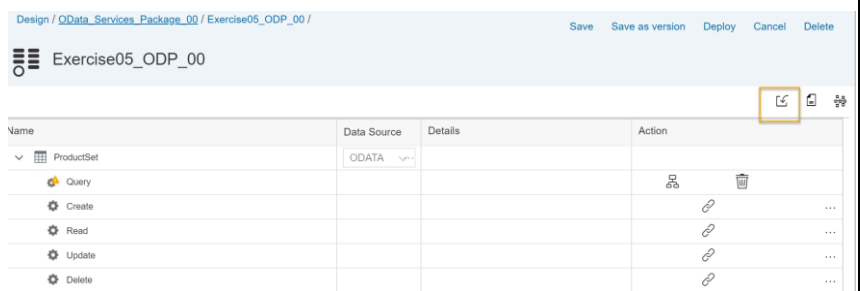 Design / OData_Services_Package_00 / Exercise05_ODP_00 /
Save Save as version Deploy Cancel Delete
Exercise05_ODP_00
Name Data Source Details Action
ProductSet ODATA
Query
Create ...
Read ...
Update ...
Delete ...